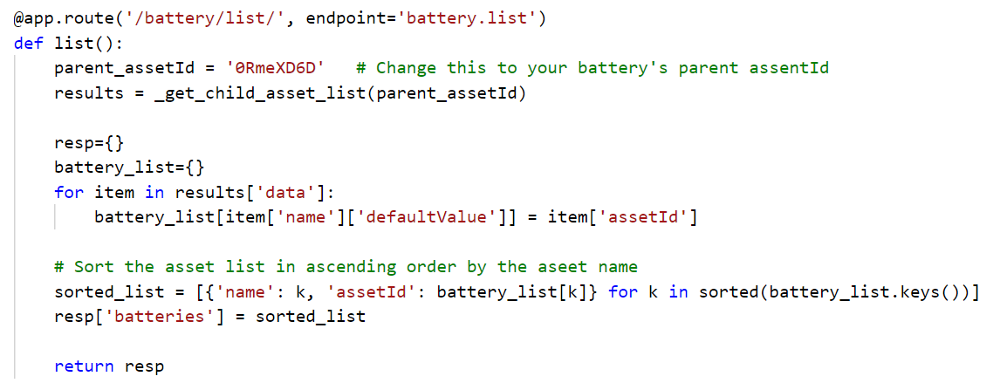 @app.route('/battery/list/', endpoint='battery.list')
def list():
    parent_assetId = '0RmeXD6D'   # Change this to your battery's parent assentId
    results = _get_child_asset_list(parent_assetId)

    resp={}
    battery_list={}
    for item in results['data']:
        battery_list[item['name']['defaultValue']] = item['assetId']

    # Sort the asset list in ascending order by the aseet name
    sorted_list = [{'name': k, 'assetId': battery_list[k]} for k in sorted(battery_list.keys())]
    resp['batteries'] = sorted_list

    return resp